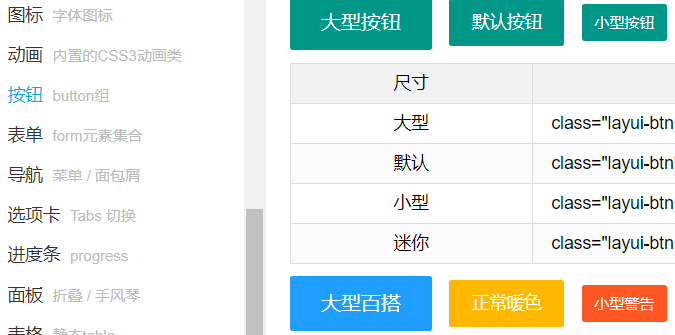 图标 字体图标
动画 内置的CSS3动画类
按钮 button组
表单 form元素集合
导航 菜单 / 面包屑
选项卡 Tabs 切换
进度条 progress
面板 折叠 / 手风琴
表格 静态table
大型按钮 默认按钮 小型按钮
尺寸
大型 class="layui-btn
默认 class="layui-btn"
小型 class="layui-btn
迷你 class="layui-btn
大型百搭 正常暖色 小型警告